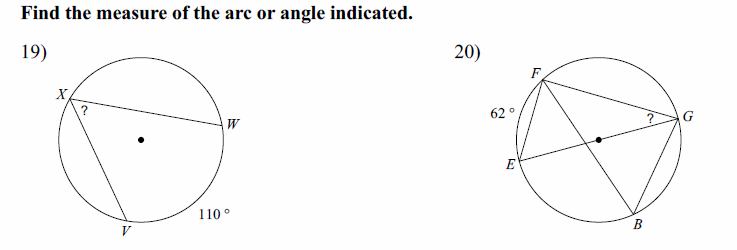 Find the measure of the arc or angle indicated.
19)
20)
X
?
W
V
110 °
F
62 °
?
G
E
B